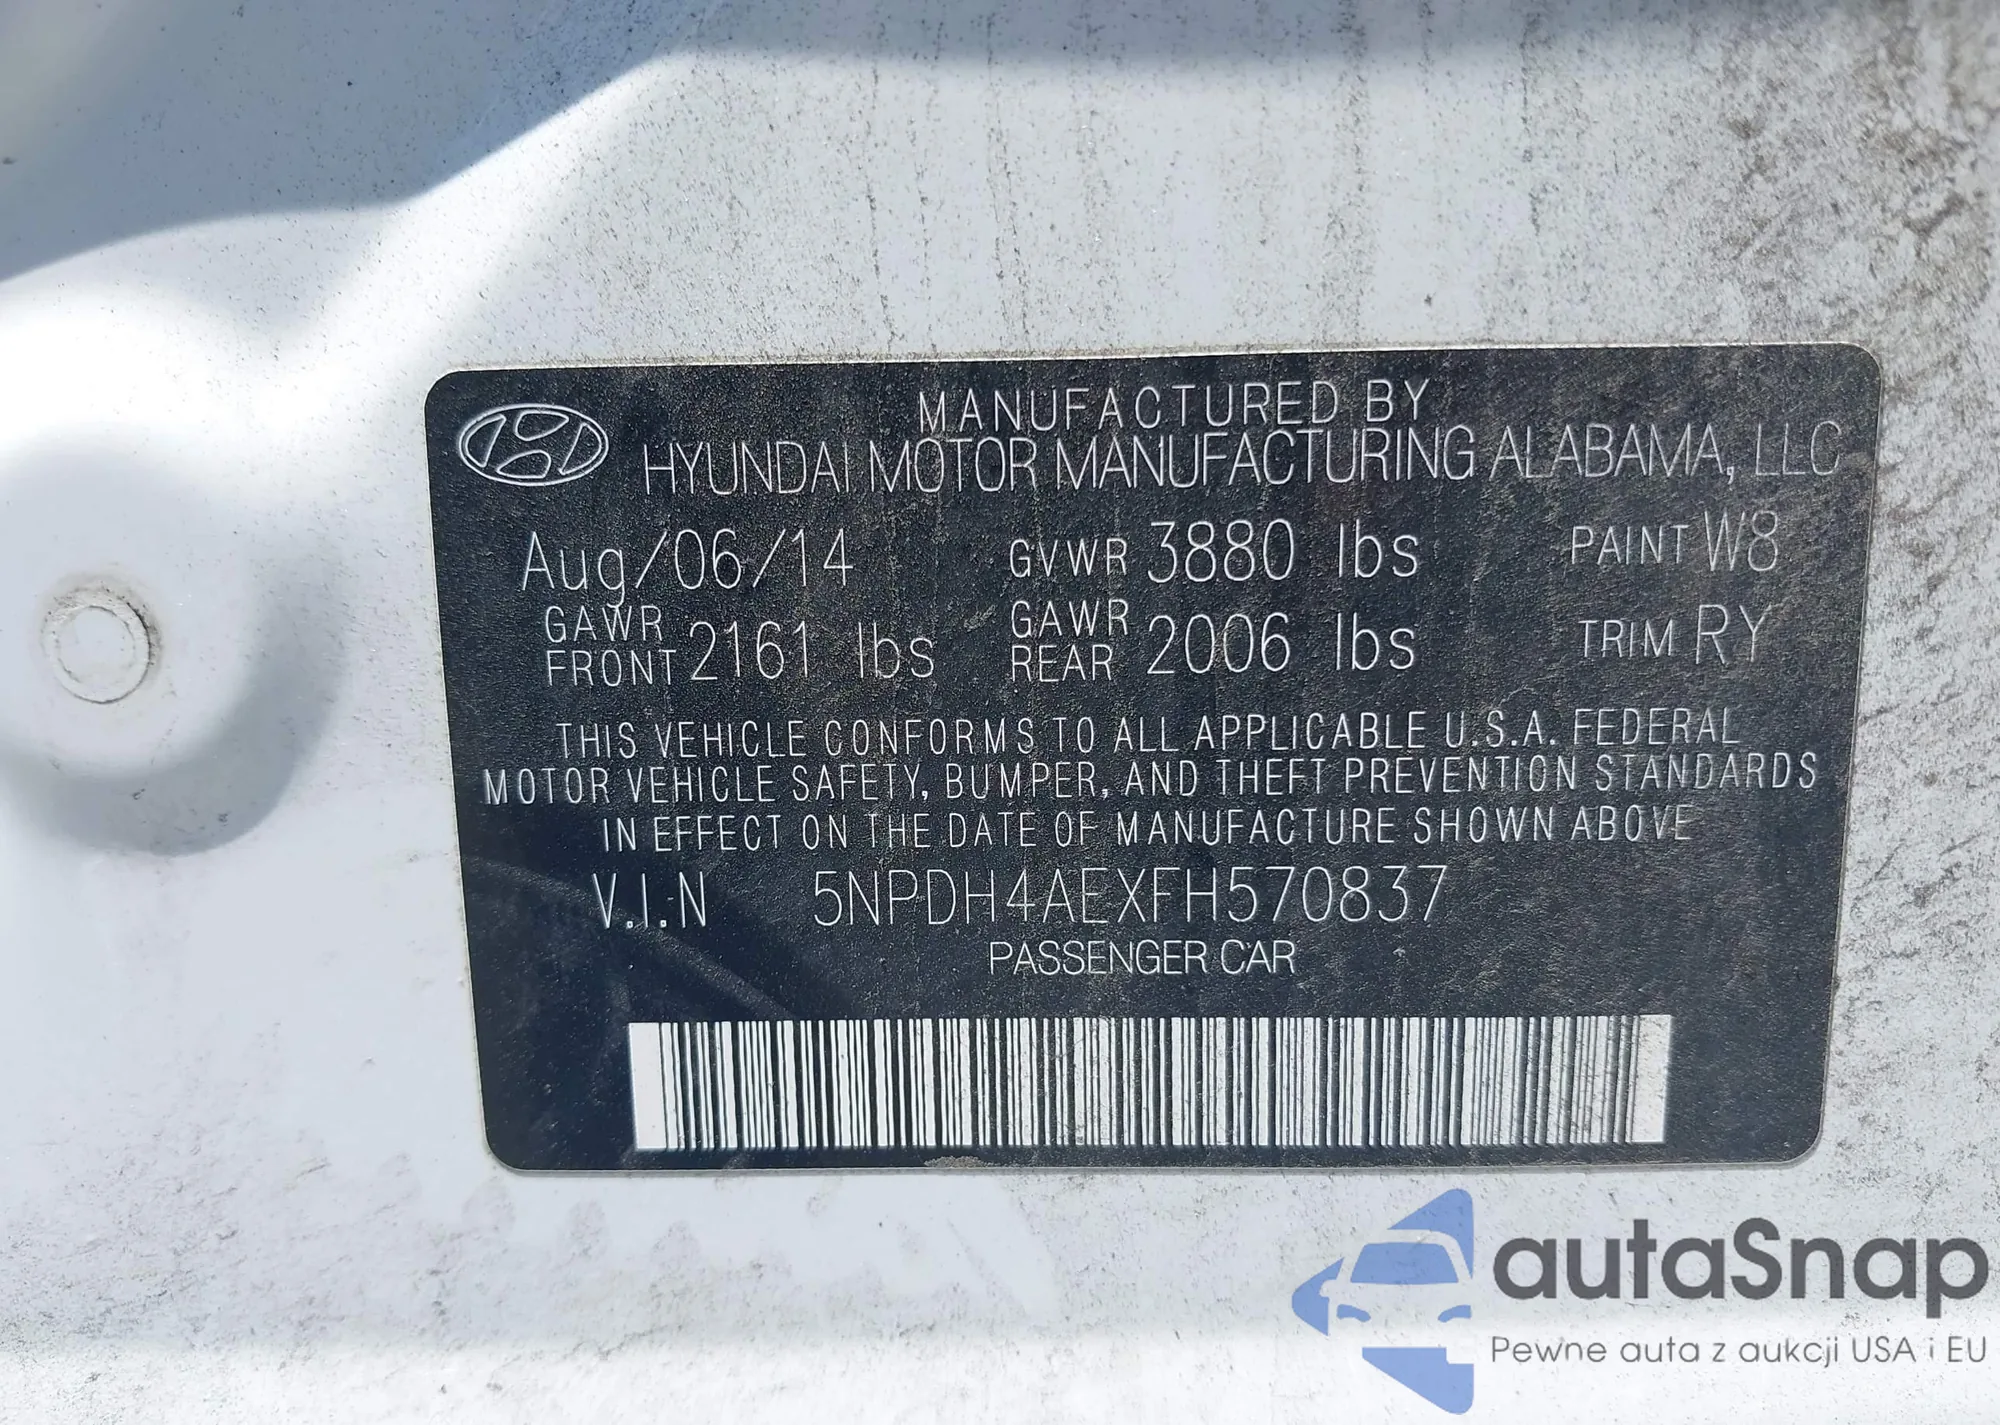 MANUFACTURED BY
HYUNDAI MOTOR MANUFACTURING ALABAMA, LLC
Aug/06/14 GVWR 3880 lbs PAINT W8
GAWR FRONT 2161 lbs GAWR REAR 2006 lbs TRIM RY
THIS VEHICLE CONFORMS TO ALL APPLICABLE U.S.A. FEDERAL
MOTOR VEHICLE SAFETY, BUMPER, AND THEFT PREVENTION STANDARDS
IN EFFECT ON THE DATE OF MANUFACTURE SHOWN ABOVE
V.I.N 5NPDH4AEXFH570837
PASSENGER CAR
autaSnap
Pewne auta z aukcji USA i EU